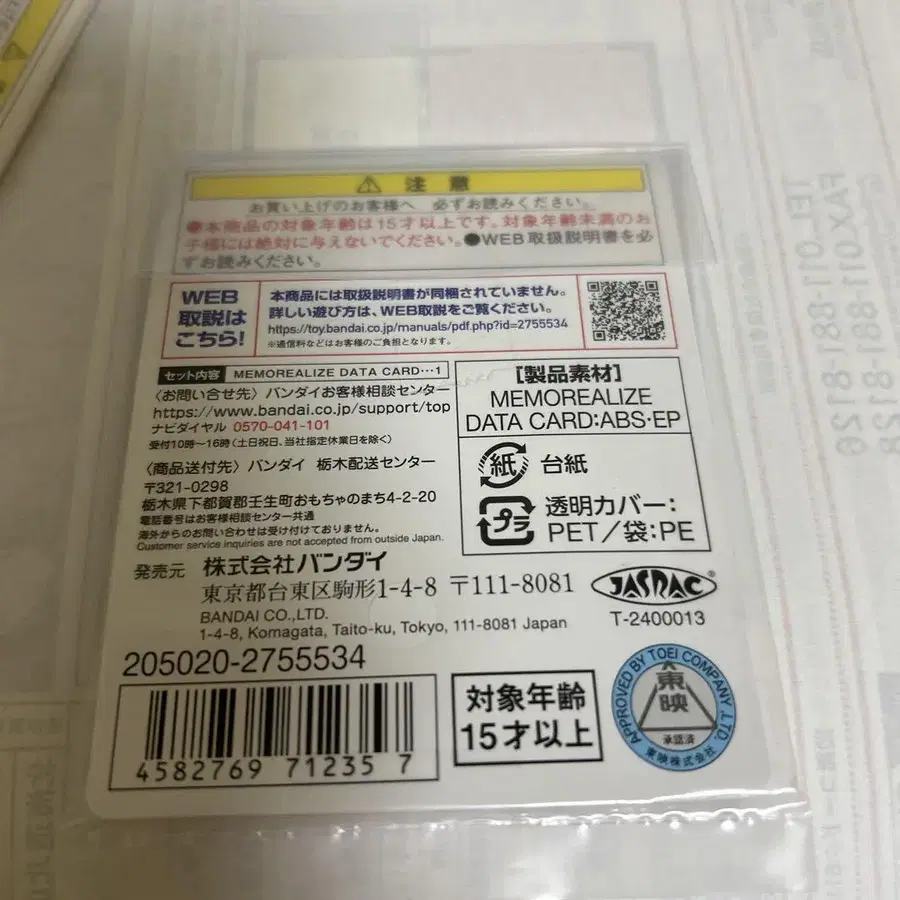 ⚠ 注意
お買い上げのお客様へ 必ずお読みください。
●本商品の対象年齢は15才以上です。対象年齢未満のお
子様には絶対に与えないでください。●WEB取扱説明書を必
ずお読みください。
WEB
取説は
こちら!
本商品には取扱説明書が同梱されていません。
詳しい遊び方は、WEB取説をご覧ください。
https://toy.bandai.co.jp/manuals/pdf.php?id=2755534
※通信料などはお客様のご負担となります。
セット内容 MEMOREALIZE DATA CARD…1
〈お問い合せ先〉バンダイお客様相談センター
https://www.bandai.co.jp/support/top
ナビダイヤル 0570-041-101
受付10時～16時(土日祝日、当社指定休業日を除く)
〈商品送付先〉バンダイ 栃木配送センター
〒321-0298
栃木県下都賀郡壬生町おもちゃのまち4-2-20
電話番号はお客様相談センター共通
海外からのお問い合わせは受け付けておりません。
Customer service inquiries are not accepted from outside Japan.
[製品素材]
MEMOREALIZE
DATA CARD:ABS・EP
紙 台紙
プラ 透明カバー:
PET/袋:PE
発売元 株式会社バンダイ
東京都台東区駒形1-4-8 〒111-8081
BANDAI CO.,LTD.
1-4-8, Komagata, Taito-ku, Tokyo, 111-8081 Japan
JASRAC®
T-2400013
205020-2755534
4582769 71235 7
対象年齢
15才以上
APPROVED BY TOEI COMPANY, LTD.
東映
承認済
東映株式会社